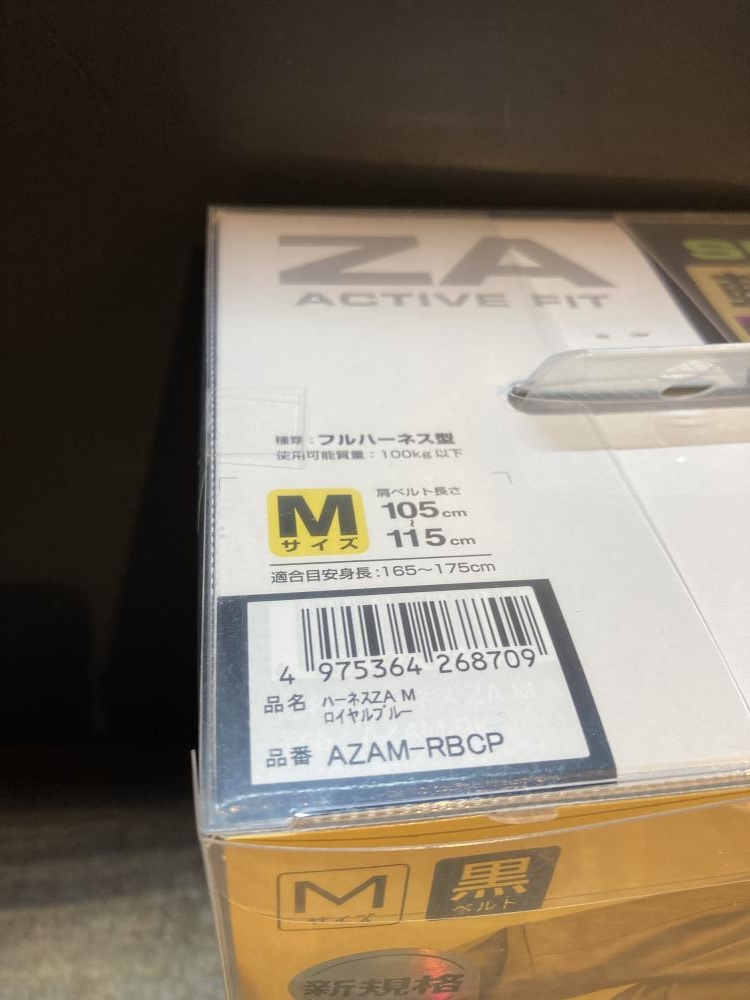 ZA
ACTIVE FIT
種類：フルハーネス型
使用可能質量：100kg以下
M
サイズ
肩ベルト長さ
105cm
~
115cm
適合目安身長：165～175cm
4 975364 268709
品名 ハーネスZA M
ロイヤルブルー
品番 AZAM-RBCP
M
サイズ
黒
ベルト
新規格